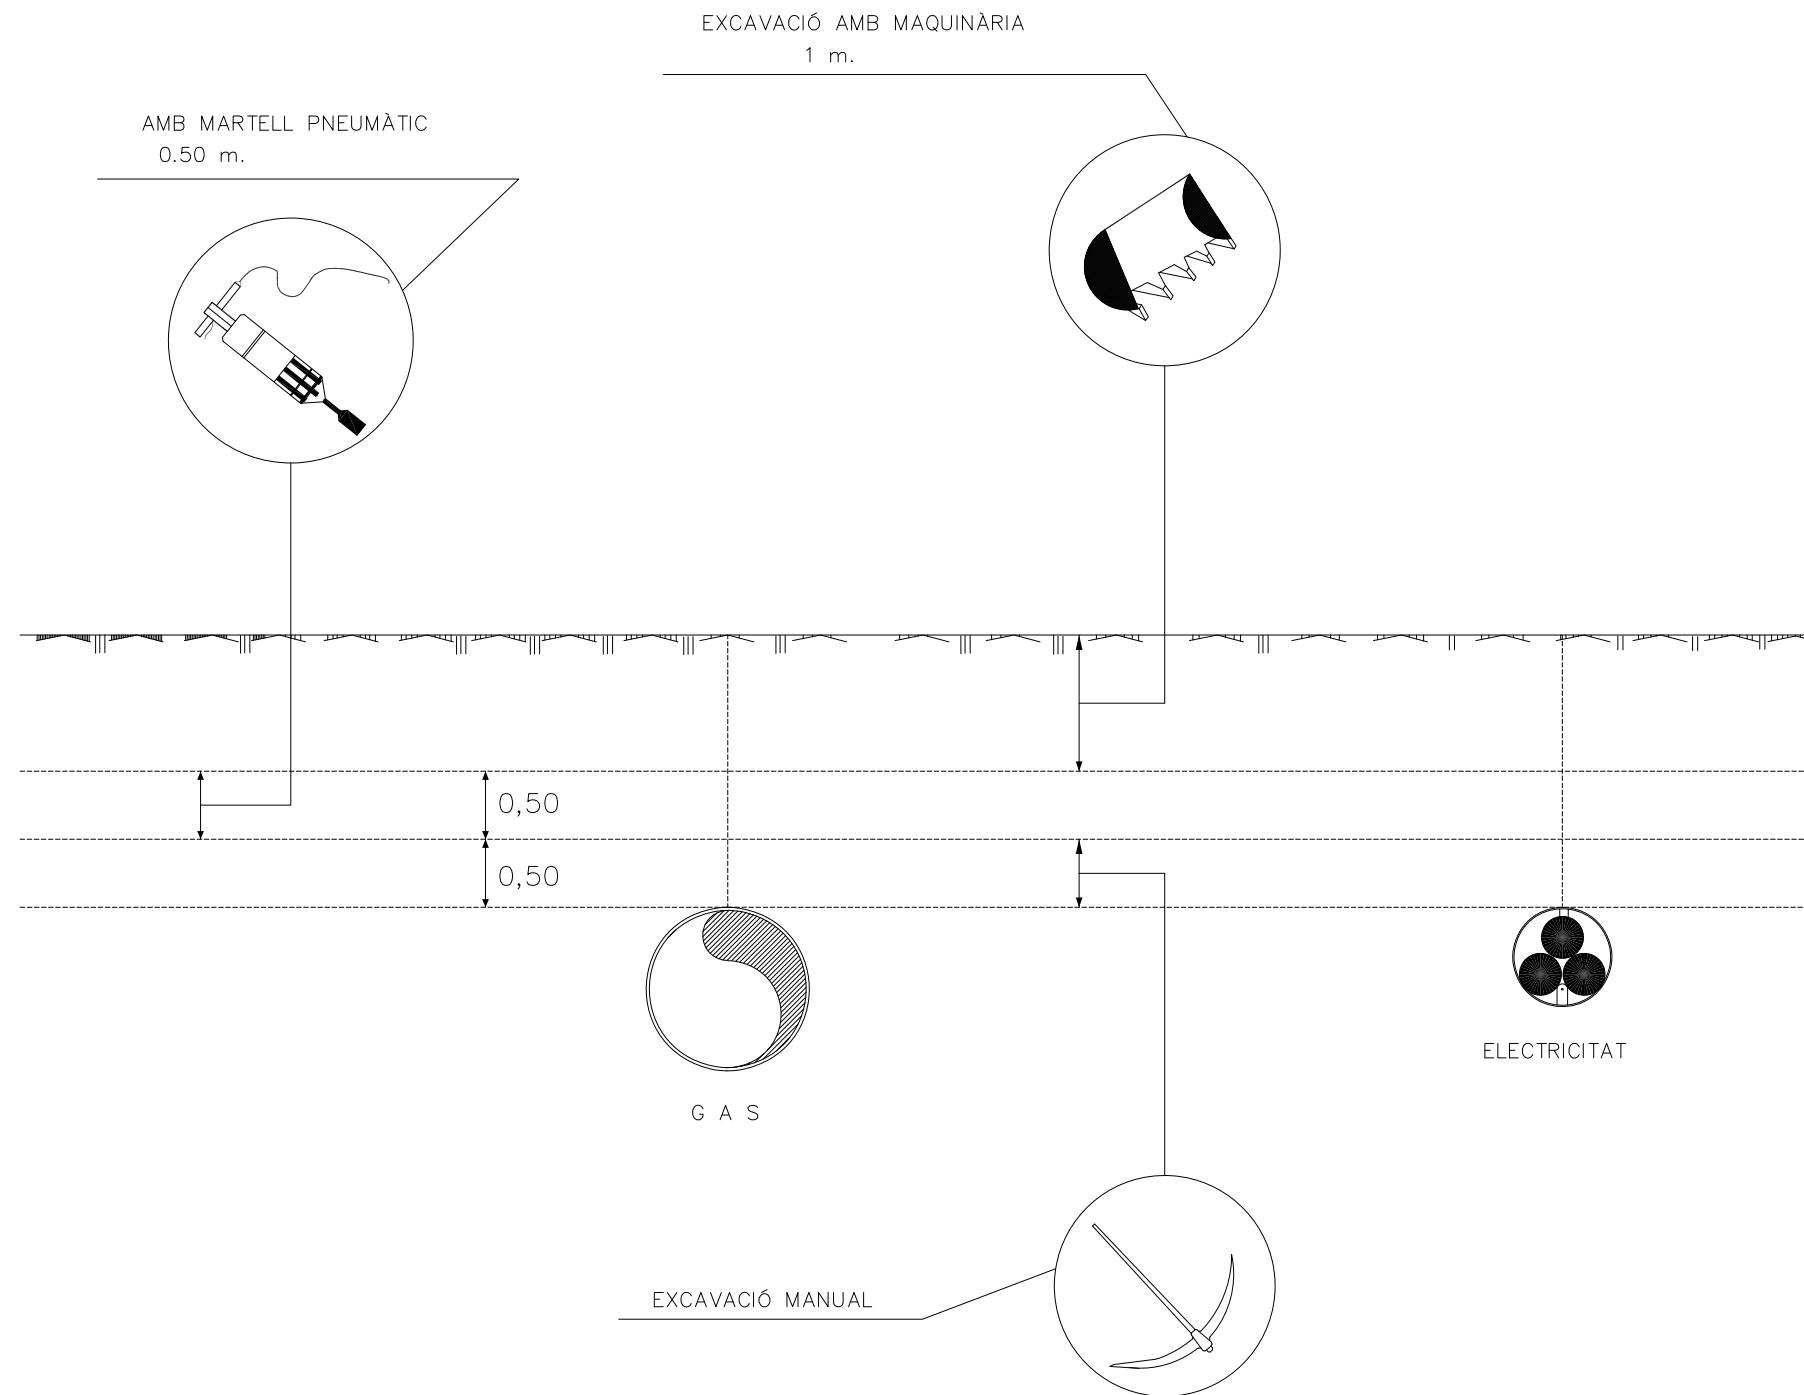 EXCAVACIÓ AMB MAQUINÀRIA
1 m.
AMB MARTELL PNEUMÀTIC
0.50 m.
0,50
0,50
ELECTRICITAT
G A S
EXCAVACIÓ MANUAL